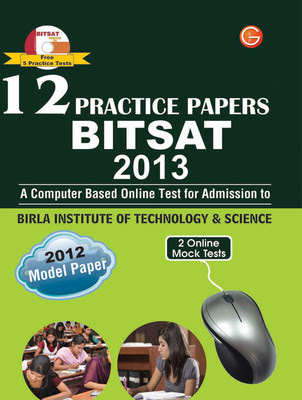 BITSAT
Free
5 Practice Tests
G
12 PRACTICE PAPERS
BITSAT
2013
A Computer Based Online Test for Admission to
BIRLA INSTITUTE OF TECHNOLOGY & SCIENCE
2012
Model Paper
2 Online
Mock Tests